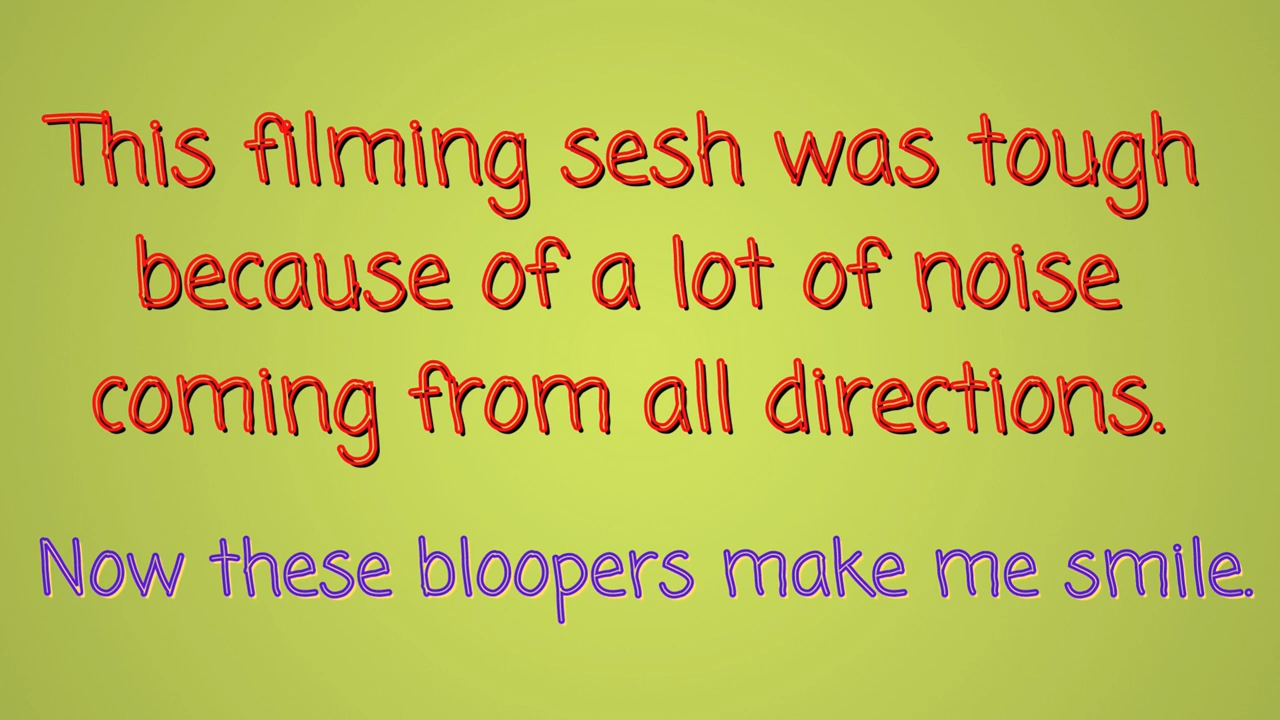 This filming sesh was tough
because of a lot of noise
coming from all directions.
Now these bloopers make me smile.